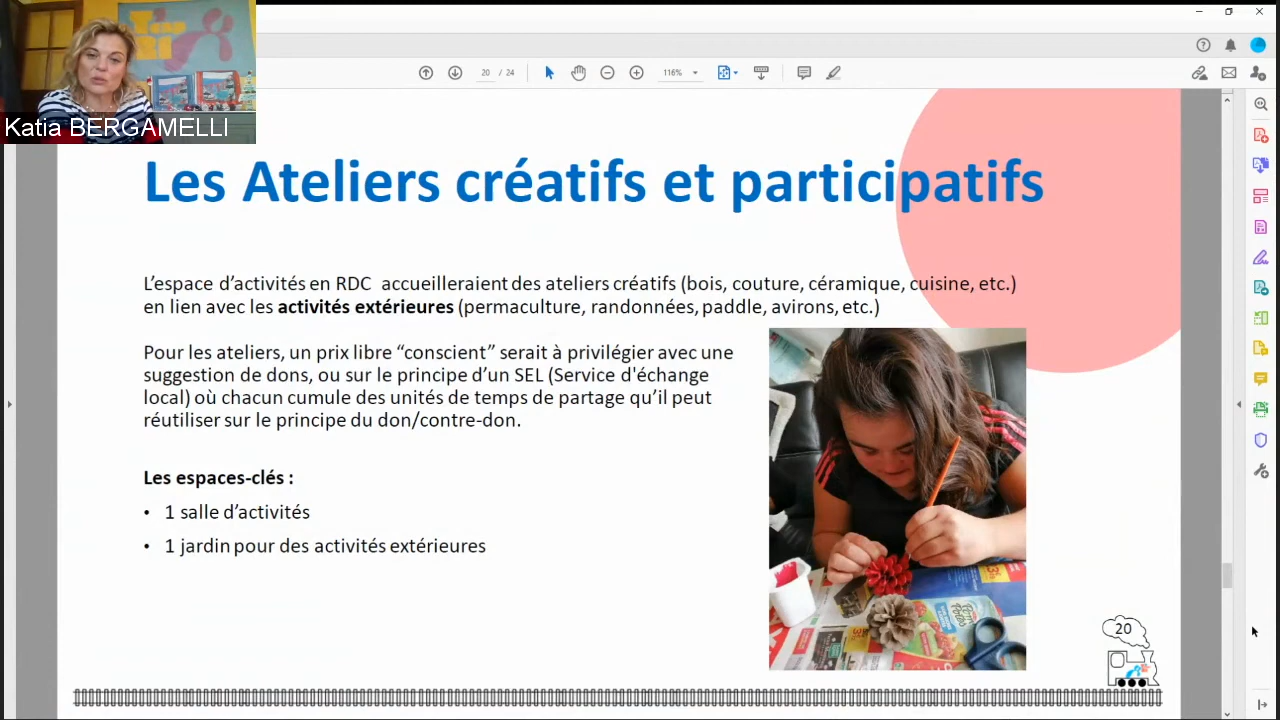 Katia BERGAMELLI
20 / 24
116%
Les Ateliers créatifs et participatifs
L’espace d’activités en RDC accueilleraient des ateliers créatifs (bois, couture, céramique, cuisine, etc.)
en lien avec les activités extérieures (permaculture, randonnées, paddle, avirons, etc.)
Pour les ateliers, un prix libre “conscient” serait à privilégier avec une
suggestion de dons, ou sur le principe d’un SEL (Service d'échange
local) où chacun cumule des unités de temps de partage qu’il peut
réutiliser sur le principe du don/contre-don.
Les espaces-clés :
• 1 salle d’activités
• 1 jardin pour des activités extérieures
20